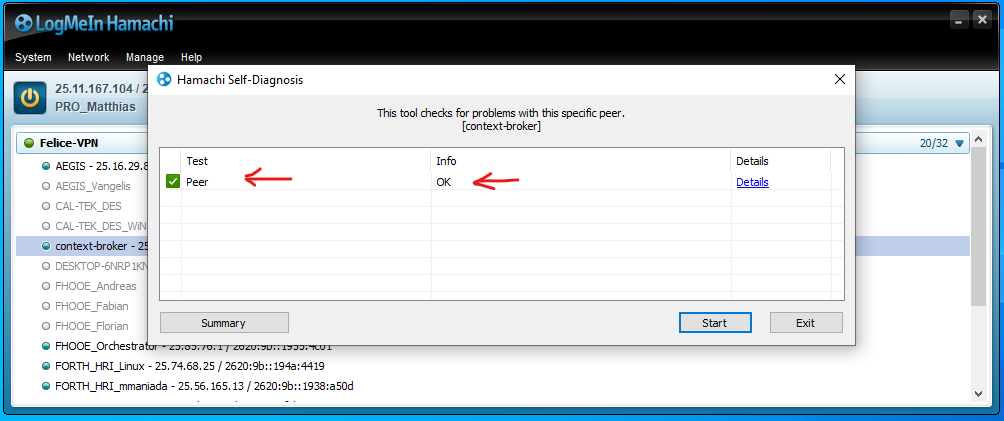 LogMeIn Hamachi
System Network Manage Help
25.11.167.104 / 2
PRO_Matthias
Hamachi Self-Diagnosis
This tool checks for problems with this specific peer.
[context-broker]
Test Info Details
Peer OK Details
Summary Start Exit
Felice-VPN 20/32
AEGIS - 25.16.29.8
AEGIS_Vangelis
CAL-TEK_DES
CAL-TEK_DES_WiN
context-broker - 25
DESKTOP-6NRP1KN
FHOOE_Andreas
FHOOE_Fabian
FHOOE_Florian
FHOOE_Orchestrator - 25.83.76.1 / 2620:9b::1953:4c01
FORTH_HRI_Linux - 25.74.68.25 / 2620:9b::194a:4419
FORTH_HRI_mmaniada - 25.56.165.13 / 2620:9b::1938:a50d